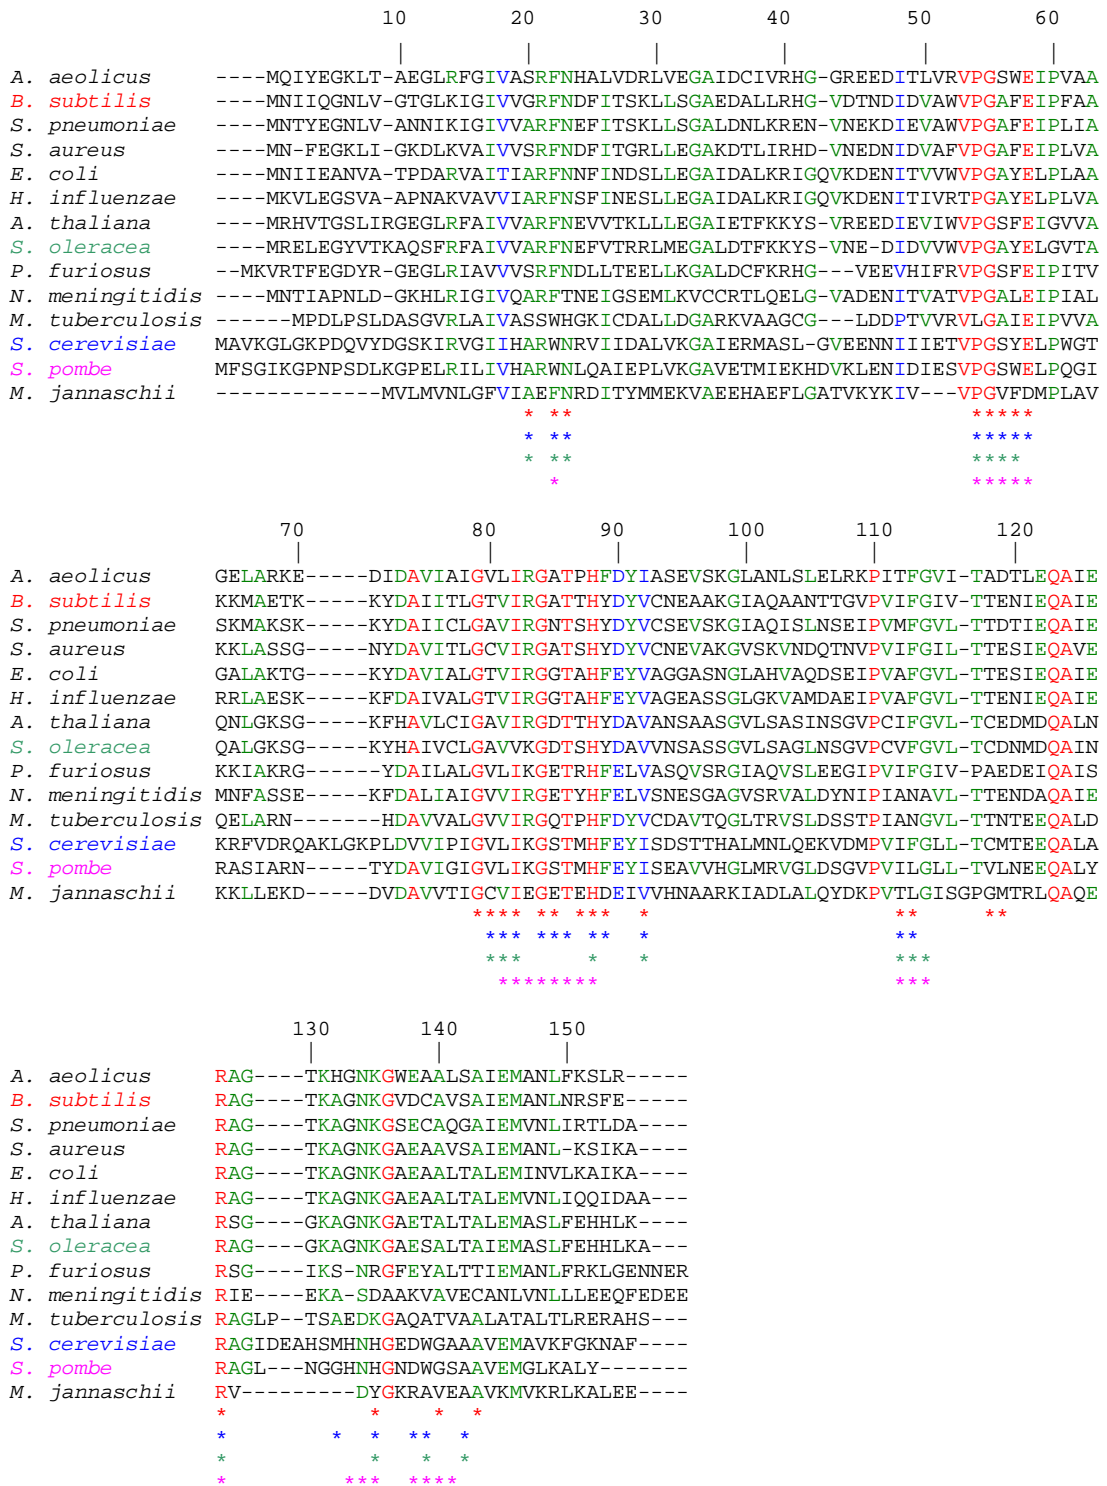 10 20 30 40 50 60
| | | | | |
A. aeolicus ----MQIYEGKLT-AEGLRFGIVASRFNHALVDRLVEGAIDCIVRHG-GREEDITLVRVPGSWEIPVAA
B. subtilis ----MNIIQGNLV-GTGLKIGIVVGRFNDFITSKLLSGAEDALLRHG-VDTNDIDVAWVPGAFEIPFAA
S. pneumoniae ----MNTYEGNLV-ANNIKIGIVVARFNEFITSKLLSGALDNLKREN-VNEKDIEVAWVPGAFEIPLIA
S. aureus ----MN-FEGKLI-GKDLKVAIVVSRFNDFITGRLLEGAKDTLIRHD-VNEDNIDVAFVPGAFEIPLVA
E. coli ----MNIIEANVA-TPDARVAITIARFNNFINDSLLEGAIDALKRIGQVKDENITVVWVPGAYELPLAA
H. influenzae ----MKVLEGSVA-APNAKVAVVIARFNSFINESLLEGAIDALKRIGQVKDENITIVRTPGAYELPLVA
A. thaliana ----MRHVTGSLIRGEGLRFAIVVARFNEVVTKLLLEGAIETFKKYS-VREEDIEVIWVPGSFEIGVVA
S. oleracea ----MRELEGYVTKAQSFRFAIVVARFNEFVTRRLMEGALDTFKKYS-VNE-DIDVVWVPGAYELGVTA
P. furiosus --MKVRTFEGDYR-GEGLRIAVVVSRFNDLLTEELLKGALDCFKRHG---VEEVHIFRVPGSFEIPITV
N. meningitidis ----MNTIAPNLD-GKHLRIGIVQARFTNEIGSEMLKVCCRTLQELG-VADENITVATVPGALEIPIAL
M. tuberculosis ------MPDLPSLDASGVRLAIVASSWHGKICDALLDGARKVAAGCG---LDDPTVVRVLGAIEIPVVA
S. cerevisiae MAVKGLGKPDQVYDGSKIRVGIIHARWNRVIIDALVKGAIERMASL-GVEENNIIIETVPGSYELPWGT
S. pombe MFSGIKGPNPSDLKGPELRILIVHARWNLQAIEPLVKGAVETMIEKHDVKLENIDIESVPGSWELPQGI
M. jannaschii -------------MVLMVNLGFVIAEFNRDITYMMEKVAEEHAEFLGATVKYKIV---VPGVFDMPLAV
* ** *****
* ** *****
* ** ****
* *****
70 80 90 100 110 120
| | | | | |
A. aeolicus GELARKE-----DIDAVIAIGVLIRGATPHFDYIASEVSKGLANLSLELRKPITFGVI-TADTLEQAIE
B. subtilis KKMAETK-----KYDAIITLGTVIRGATTHYDYVCNEAAKGIAQAANTTGVPVIFGIV-TTENIEQAIE
S. pneumoniae SKMAKSK-----KYDAIICLGAVIRGNTSHYDYVCSEVSKGIAQISLNSEIPVMFGVL-TTDTIEQAIE
S. aureus KKLASSG-----NYDAVITLGCVIRGATSHYDYVCNEVAKGVSKVNDQTNVPVIFGIL-TTESIEQAVE
E. coli GALAKTG-----KYDAVIALGTVIRGGTAHFEYVAGGASNGLAHVAQDSEIPVAFGVL-TTESIEQAIE
H. influenzae RRLAESK-----KFDAIVALGTVIRGGTAHFEYVAGEASSGLGKVAMDAEIPVAFGVL-TTENIEQAIE
A. thaliana QNLGKSG-----KFHAVLCIGAVIRGDTTHYDAVANSAASGVLSASINSGVPCIFGVL-TCEDMDQALN
S. oleracea QALGKSG-----KYHAIVCLGAVVKGDTSHYDAVVNSASSGVLSAGLNSGVPCVFGVL-TCDNMDQAIN
P. furiosus KKIAKRG------YDAILALGVLIKGETRHFELVASQVSRGIAQVSLEEGIPVIFGIV-PAEDEIQAIS
N. meningitidis MNFASSE-----KFDALIAIGVVIRGETYHFELVSNESGAGVSRVALDYNIPIANAVL-TTENDAQAIE
M. tuberculosis QELARN------HDAVVALGVVIRGQTPHFDYVCDAVTQGLTRVSLDSSTPIANGVL-TTNTEEQALD
S. cerevisiae KRFVDRQAKLGKPLDVVIPIGVLIKGSTMHFEYISDSTTHALMNLQEKVDMPVIFGLL-TCMTEEQALA
S. pombe RASIARN-----TYDAVIGIGVLIKGSTMHFEYISEAVVHGLMRVGLDSGVPVILGLL-TVLNEEQALY
M. jannaschii KKLLEKD-----DVDAVVTIGCVIEGETEHDEIVVHNAARKIADLALQYDKPVTLGISGPGMTRLQAQE
**** ** *** * ** **
*** *** ** * **
*** * * ***
******** ***
130 140 150
| | |
A. aeolicus RAG----TKHGNKGWEAALSAIEMANLFKSLR-----
B. subtilis RAG----TKAGNKGVDCAVSAIEMANLNRSFE-----
S. pneumoniae RAG----TKAGNKGSECAQGAIEMVNLIRTLDA----
S. aureus RAG----TKAGNKGAEAAVSAIEMANL-KSIKA----
E. coli RAG----TKAGNKGAEAALTALEMINVLKAIKA----
H. influenzae RAG----TKAGNKGAEAALTALEMVNLIQQIDAA---
A. thaliana RSG----GKAGNKGAETALTALEMASLFEHHLK----
S. oleracea RAG----GKAGNKGAESALTAIEMASLFEHHLKA---
P. furiosus RSG----IKS-NRGFEYALTTIEMANLFRKLGENNER
N. meningitidis RIE----EKA-SDAAKVAVECANLVNLLLEEQFEDEE
M. tuberculosis RAGLP--TSAEDKGAQATVAALATALTLRERAHS---
S. cerevisiae RAGIDEAHSMHNHGEDWGAAAVEMAVKFGKNAF----
S. pombe RAGL---NGGHNHGNDWGSAAVEMGLKALY-------
M. jannaschii RV---------DYGKRAVEAAVKMVKRLKALEE----
* * * *
* * * ** *
* * * *
* *** ****